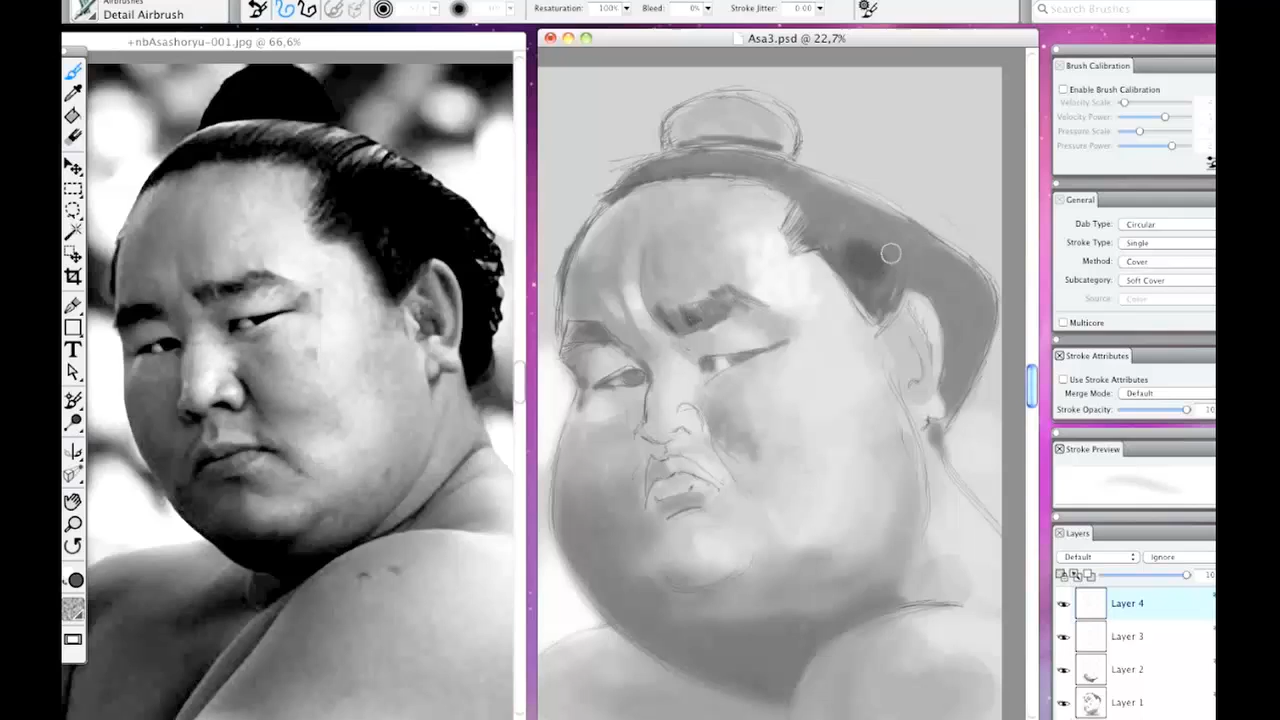 Airbrushes
Detail Airbrush
Resaturation: 100%
Bleed: 0%
Stroke Jitter: 0.00
Search Brushes
+nbAsashoryu-001.jpg @ 66,6%
Asa3.psd @ 22,7%
Brush Calibration
Enable Brush Calibration
Velocity Scale:
Velocity Power:
Pressure Scale:
Pressure Power:
General
Dab Type: Circular
Stroke Type: Single
Method: Cover
Subcategory: Soft Cover
Source: Color
Multicore
Stroke Attributes
Use Stroke Attributes
Merge Mode: Default
Stroke Opacity: 10
Stroke Preview
Layers
Default Ignore
10
Layer 4
Layer 3
Layer 2
Layer 1
T